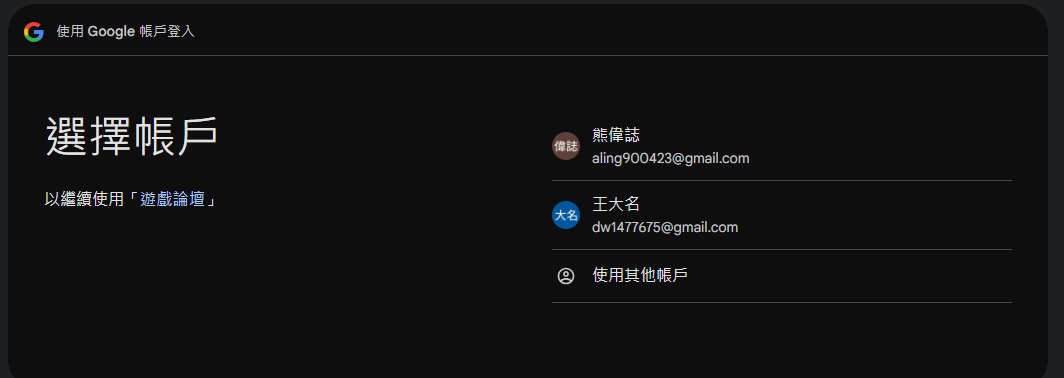 使用 Google 帳戶登入
選擇帳戶
以繼續使用「遊戲論壇」
偉誌
熊偉誌
aling900423@gmail.com
大名
王大名
dw1477675@gmail.com
使用其他帳戶